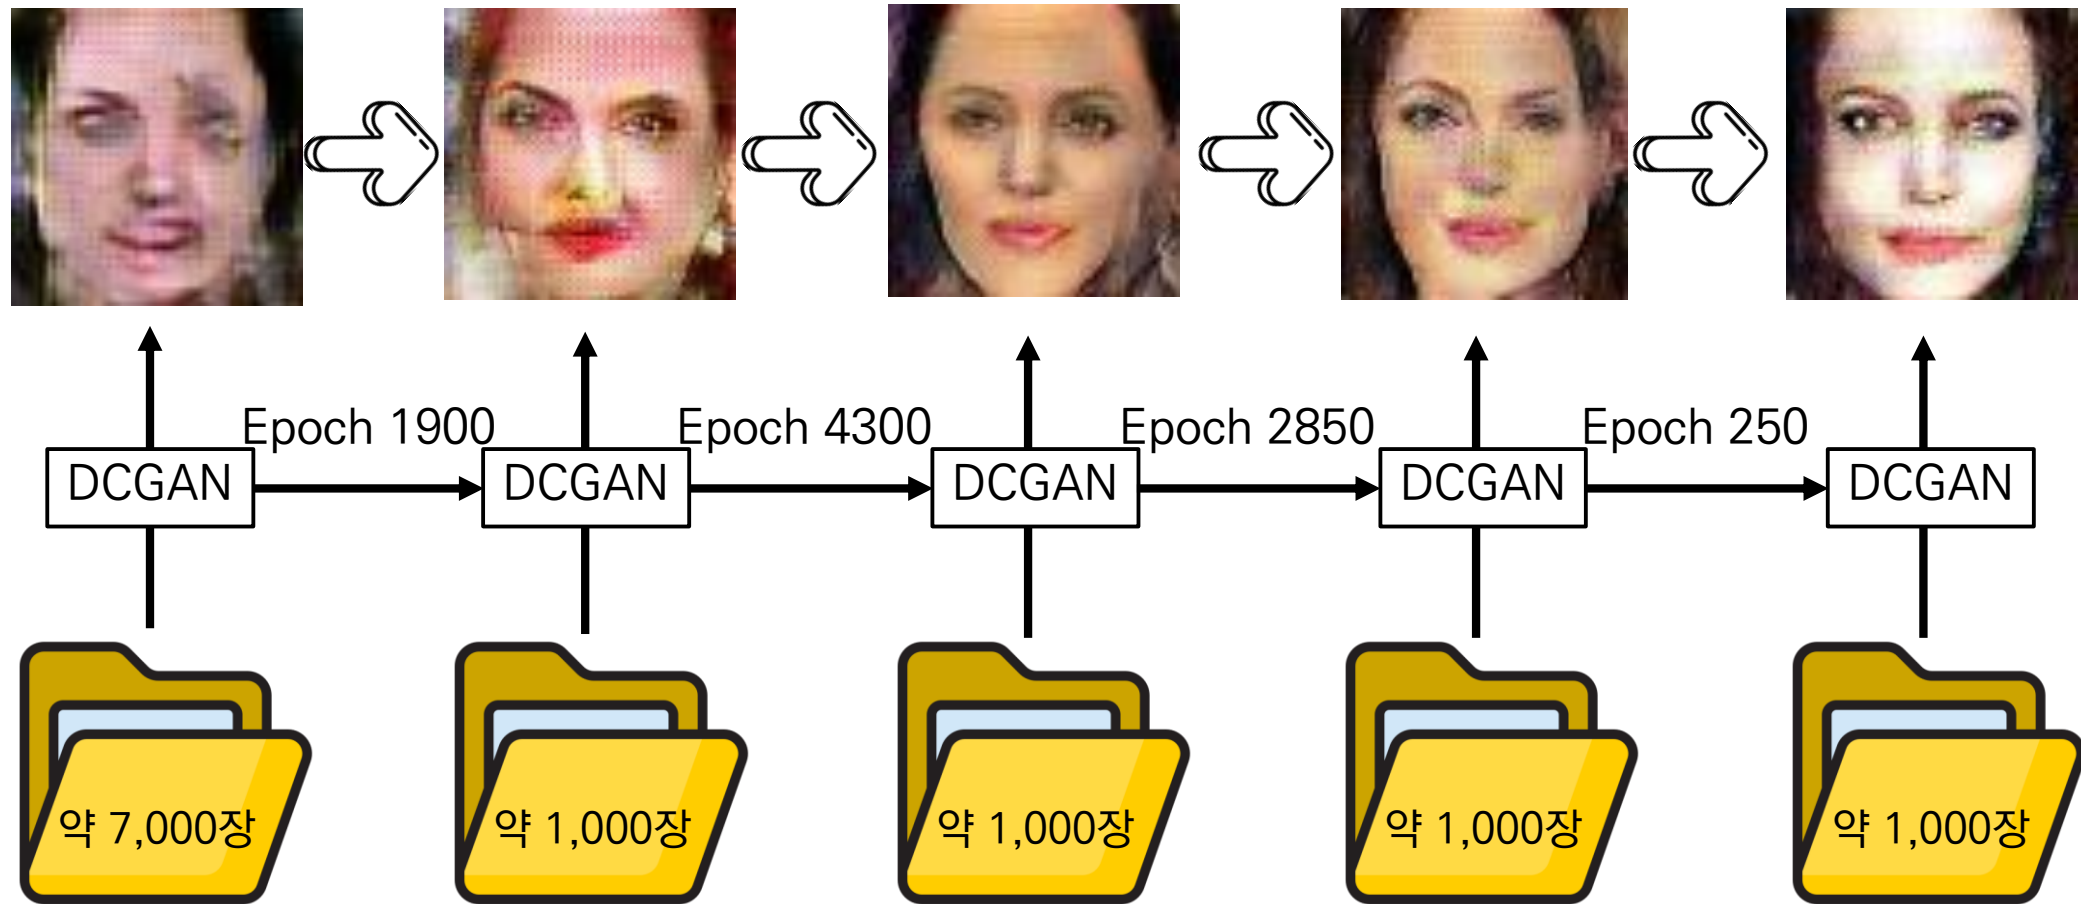 Epoch 1900
Epoch 4300
Epoch 2850
Epoch 250
DCGAN
DCGAN
DCGAN
DCGAN
DCGAN
약 7,000장
약 1,000장
약 1,000장
약 1,000장
약 1,000장